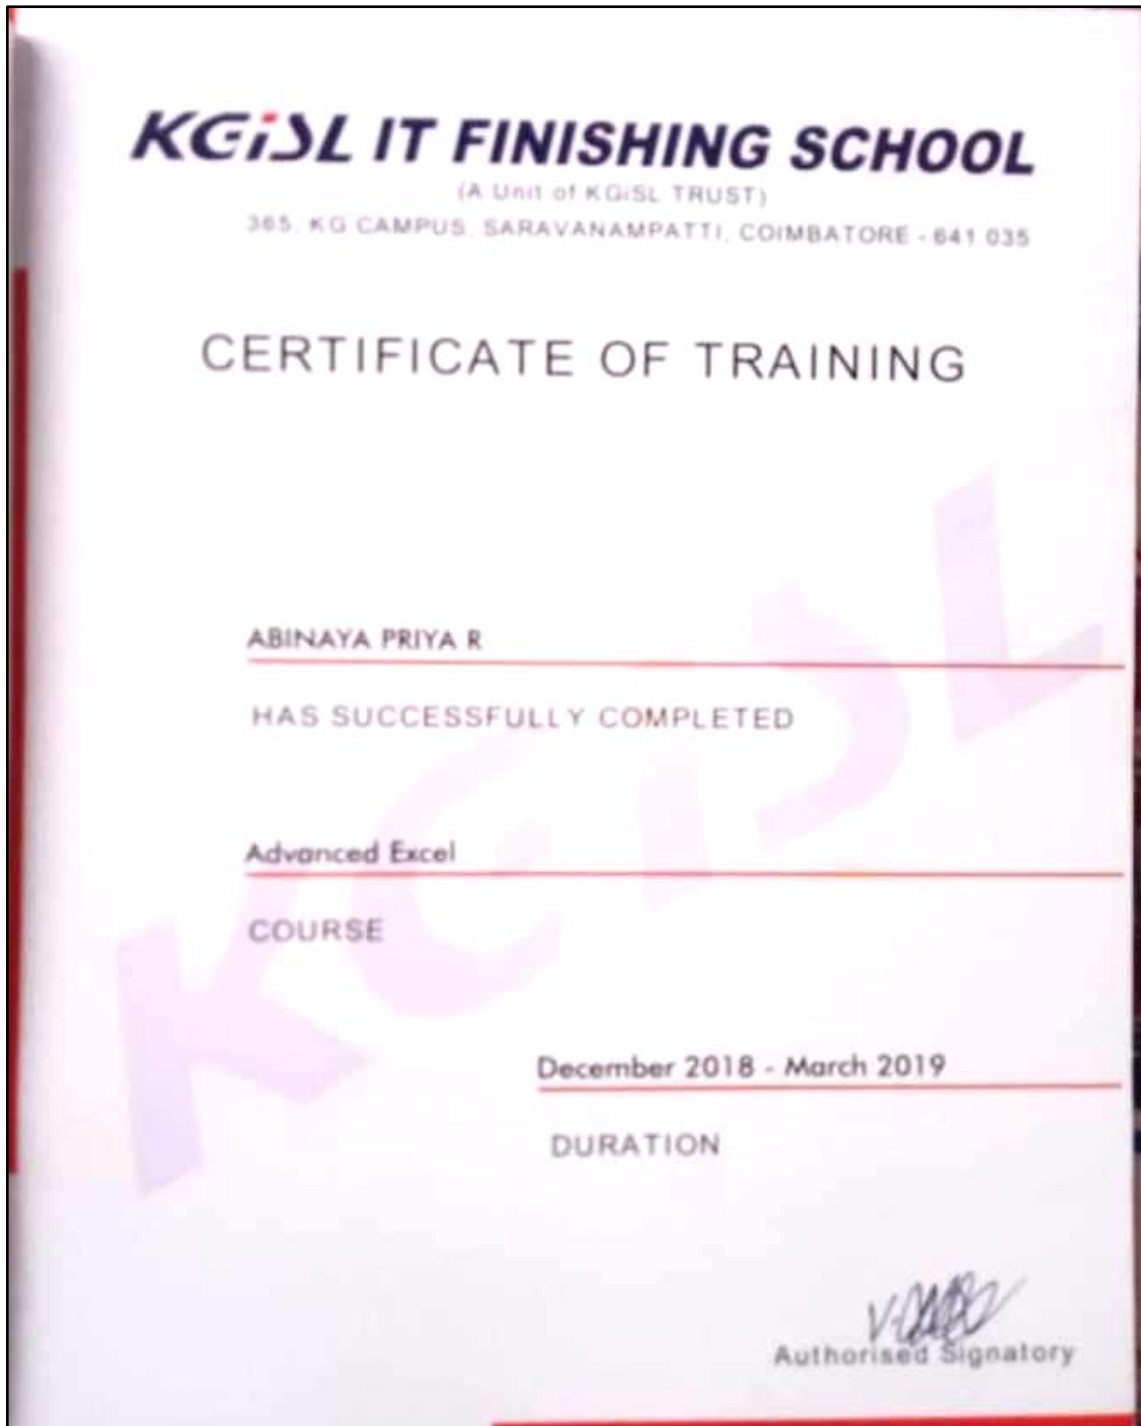 KGiSL IT FINISHING SCHOOL
(A Unit of KGiSL TRUST)
365, KG CAMPUS, SARAVANAMPATTI, COIMBATORE - 641 035
CERTIFICATE OF TRAINING
ABINAYA PRIYA R
HAS SUCCESSFULLY COMPLETED
Advanced Excel
COURSE
December 2018 - March 2019
DURATION
Authorised Signatory
KGiSL